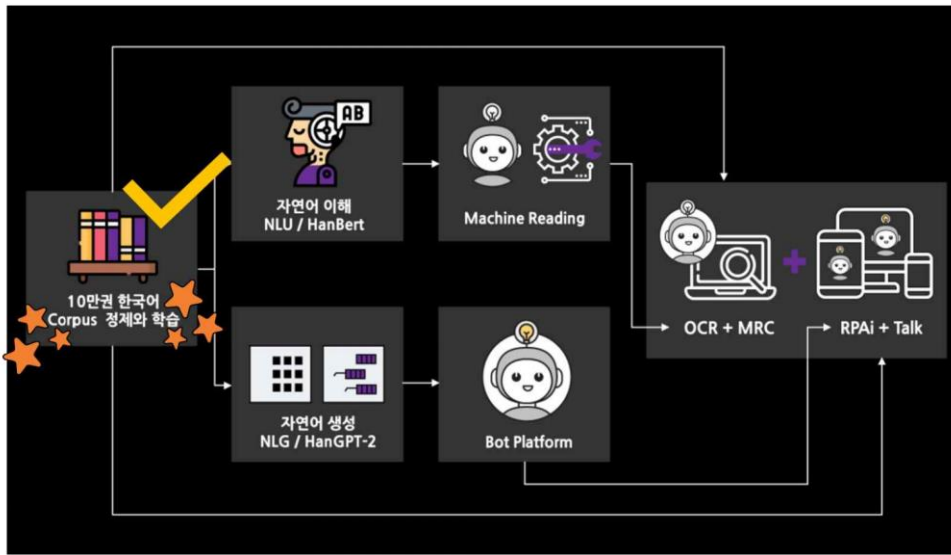 AB
자연어 이해
NLU / HanBert
Machine Reading
10만권 한국어
Corpus 정제와 학습
OCR + MRC
RPAi + Talk
자연어 생성
NLG / HanGPT-2
Bot Platform